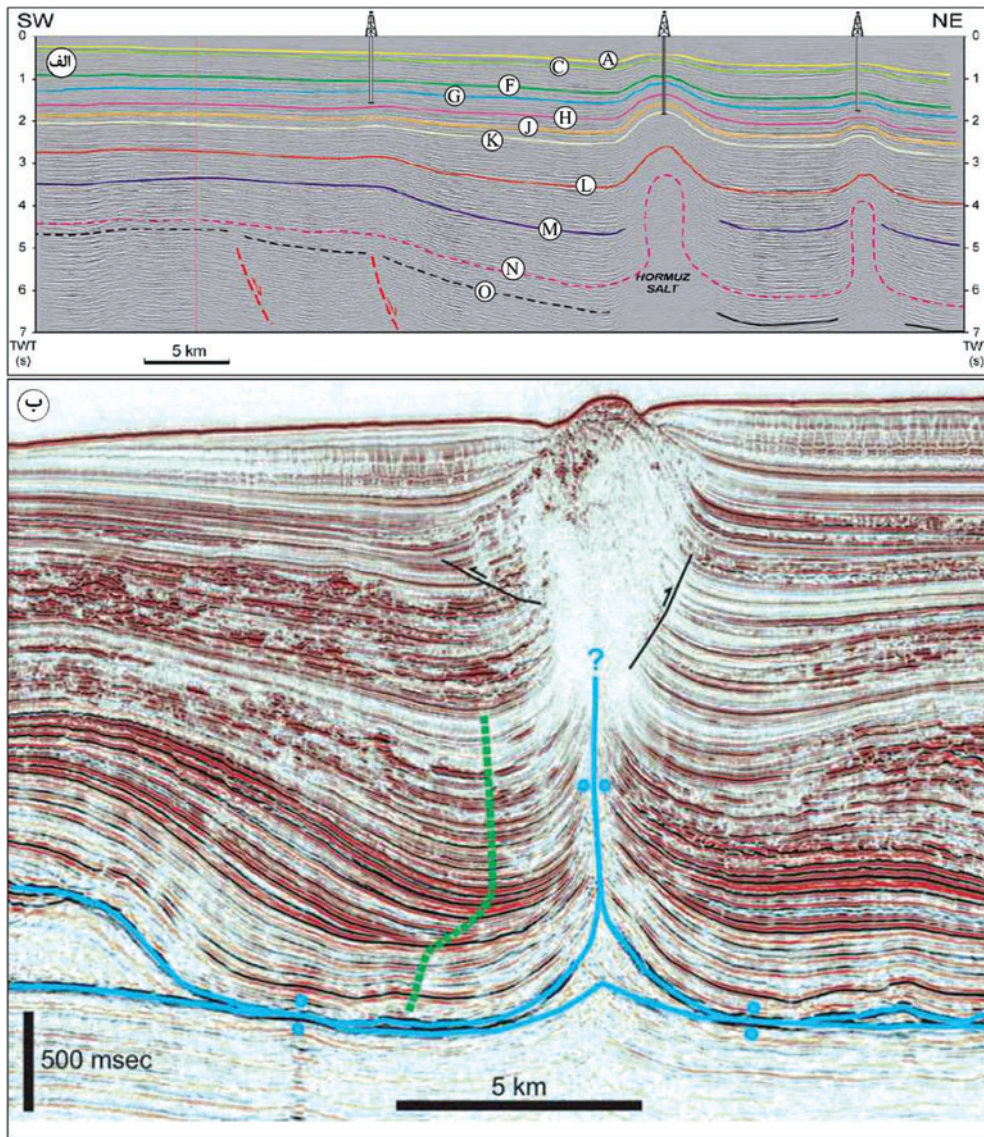 SW NE
0 0
الف
A
C
1 1
F
G
H
2 2
J
K
3 3
L
4 4
M
N
5 5
HORMUZ
SALT
O
6 6
7 7
TWT TWT
(s) (s)
5 km
ب
?
500 msec
5 km